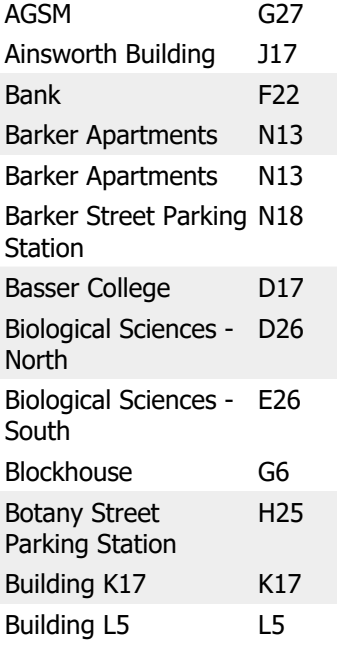 AGSM G27
Ainsworth Building J17
Bank F22
Barker Apartments N13
Barker Apartments N13
Barker Street Parking N18
Station
Basser College D17
Biological Sciences - D26
North
Biological Sciences - E26
South
Blockhouse G6
Botany Street H25
Parking Station
Building K17 K17
Building L5 L5